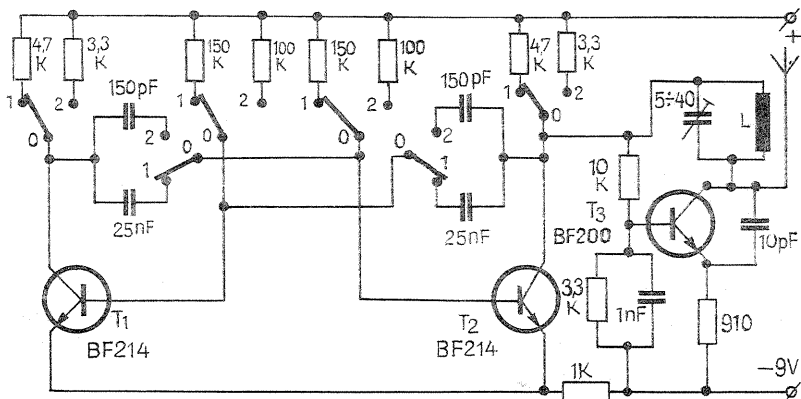 4,7 K
3,3 K
150 K
100 K
150 K
100 K
4,7 K
3,3 K
+
1 2 1 2 1 2 1 2
150pF
150 pF
5÷40
L
0 2 0 0 0 2 0
1 1
10 K
25nF
25nF
T3
BF200
10pF
T1
BF214
T2
BF214
3,3 K
1nF
910
1K
-9V